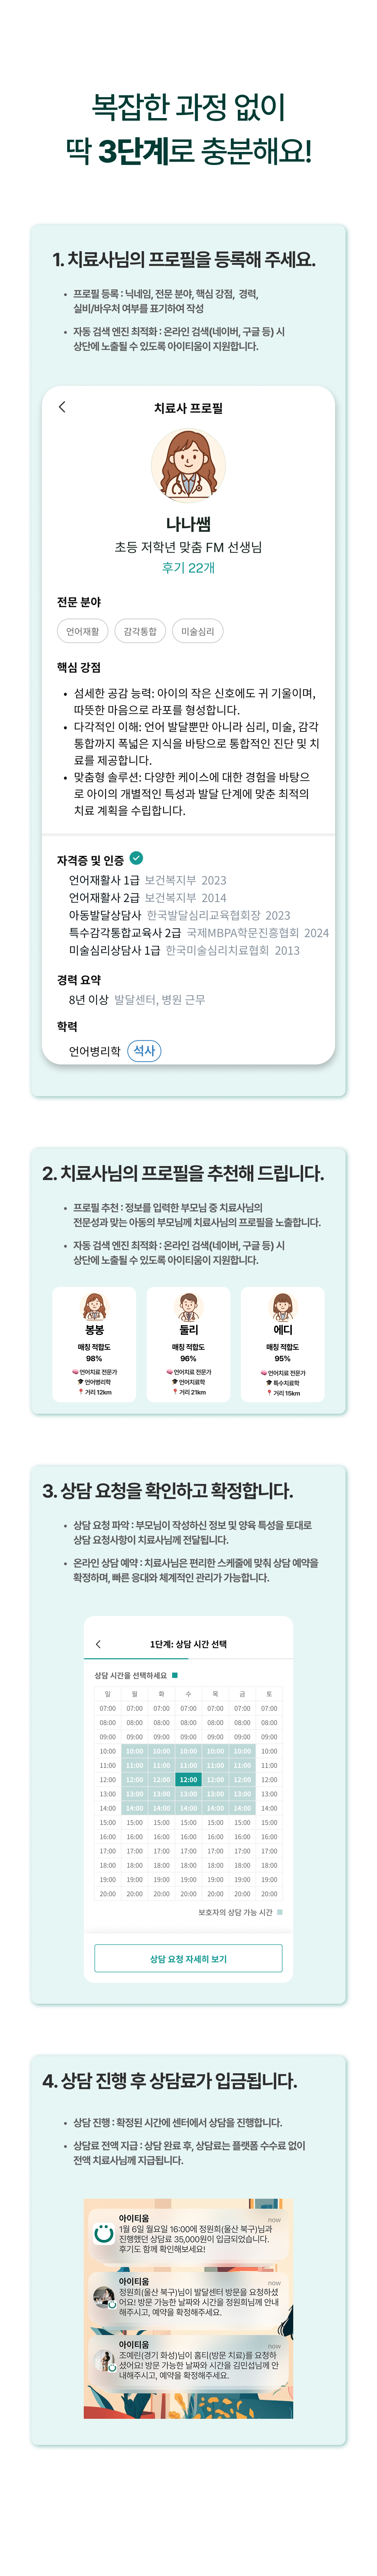 복잡한 과정 없이
딱 3단계로 충분해요!
1. 치료사님의 프로필을 등록해 주세요.
• 프로필 등록 : 닉네임, 전문 분야, 핵심 강점, 경력,
실비/바우처 여부를 표기하여 작성
• 자동 검색 엔진 최적화 : 온라인 검색(네이버, 구글 등) 시
상단에 노출될 수 있도록 아이티움이 지원합니다.
치료사 프로필
나나쌤
초등 저학년 맞춤 FM 선생님
후기 22개
전문 분야
언어재활 감각통합 미술심리
핵심 강점
• 섬세한 공감 능력: 아이의 작은 신호에도 귀 기울이며,
따뜻한 마음으로 라포를 형성합니다.
• 다각적인 이해: 언어 발달뿐만 아니라 심리, 미술, 감각
통합까지 폭넓은 지식을 바탕으로 통합적인 진단 및 치
료를 제공합니다.
• 맞춤형 솔루션: 다양한 케이스에 대한 경험을 바탕으
로 아이의 개별적인 특성과 발달 단계에 맞춘 최적의
치료 계획을 수립합니다.
자격증 및 인증
언어재활사 1급 보건복지부 2023
언어재활사 2급 보건복지부 2014
아동발달상담사 한국발달심리교육협회장 2023
특수감각통합교육사 2급 국제MBPA학문진흥협회 2024
미술심리상담사 1급 한국미술심리치료협회 2013
경력 요약
8년 이상 발달센터, 병원 근무
학력
언어병리학 석사
2. 치료사님의 프로필을 추천해 드립니다.
• 프로필 추천 : 정보를 입력한 부모님 중 치료사님의
전문성과 맞는 아동의 부모님께 치료사님의 프로필을 노출합니다.
• 자동 검색 엔진 최적화 : 온라인 검색(네이버, 구글 등) 시
상단에 노출될 수 있도록 아이티움이 지원합니다.
봉봉
매칭 적합도
98%
언어치료 전문가
언어병리학
거리 12km
둘리
매칭 적합도
96%
언어치료 전문가
언어치료학
거리 21km
에디
매칭 적합도
95%
언어치료 전문가
특수치료학
거리 15km
3. 상담 요청을 확인하고 확정합니다.
• 상담 요청 파악 : 부모님이 작성하신 정보 및 양육 특성을 토대로
상담 요청사항이 치료사님께 전달됩니다.
• 온라인 상담 예약 : 치료사님은 편리한 스케줄에 맞춰 상담 예약을
확정하며, 빠른 응대와 체계적인 관리가 가능합니다.
1단계: 상담 시간 선택
상담 시간을 선택하세요
일 월 화 수 목 금 토
07:00 07:00 07:00 07:00 07:00 07:00 07:00
08:00 08:00 08:00 08:00 08:00 08:00 08:00
09:00 09:00 09:00 09:00 09:00 09:00 09:00
10:00 10:00 10:00 10:00 10:00 10:00 10:00
11:00 11:00 11:00 11:00 11:00 11:00 11:00
12:00 12:00 12:00 12:00 12:00 12:00 12:00
13:00 13:00 13:00 13:00 13:00 13:00 13:00
14:00 14:00 14:00 14:00 14:00 14:00 14:00
15:00 15:00 15:00 15:00 15:00 15:00 15:00
16:00 16:00 16:00 16:00 16:00 16:00 16:00
17:00 17:00 17:00 17:00 17:00 17:00 17:00
18:00 18:00 18:00 18:00 18:00 18:00 18:00
19:00 19:00 19:00 19:00 19:00 19:00 19:00
20:00 20:00 20:00 20:00 20:00 20:00 20:00
보호자의 상담 가능 시간
상담 요청 자세히 보기
4. 상담 진행 후 상담료가 입금됩니다.
• 상담 진행 : 확정된 시간에 센터에서 상담을 진행합니다.
• 상담료 전액 지급 : 상담 완료 후, 상담료는 플랫폼 수수료 없이
전액 치료사님께 지급됩니다.
아이티움 now
1월 6일 월요일 16:00에 정원희(울산 북구)님과
진행했던 상담료 35,000원이 입금되었습니다.
후기도 함께 확인해보세요!
아이티움 now
정원희(울산 북구)님이 발달센터 방문을 요청하셨
어요! 방문 가능한 날짜와 시간을 정원희님께 안내
해주시고, 예약을 확정해주세요.
아이티움 now
조예린(경기 화성)님이 홈티(방문 치료)를 요청하
셨어요! 방문 가능한 날짜와 시간을 김민섭님께 안
내해주시고, 예약을 확정해주세요.